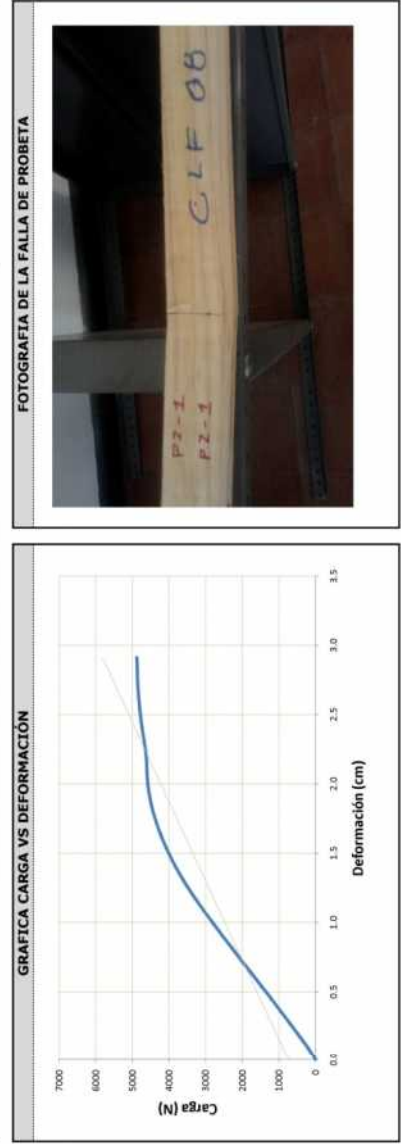 GRAFICA CARGA VS DEFORMACIÓN
Carga (N)
7000
6000
5000
4000
3000
2000
1000
0
0.0 0.5 1.0 1.5 2.0 2.5 3.0 3.5
Deformación (cm)
FOTOGRAFIA DE LA FALLA DE PROBETA
PZ-1
PZ-1
CLF 08